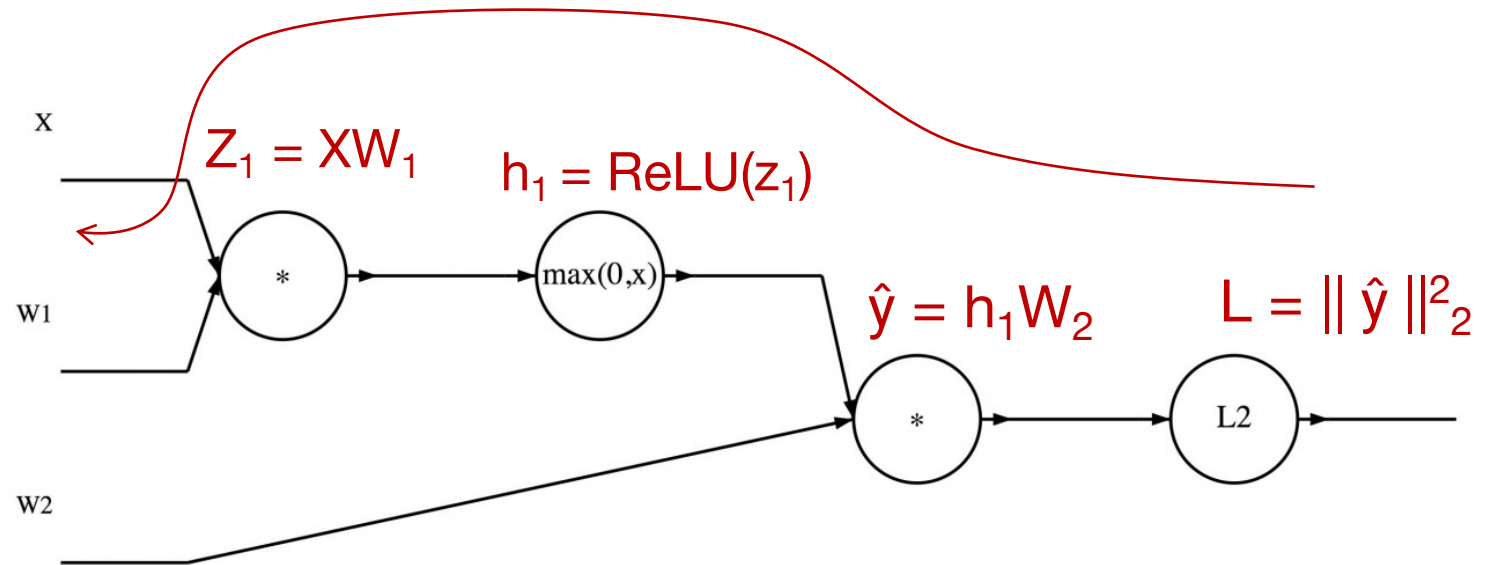 X
Z₁ = XW₁
h₁ = ReLU(z₁)
*
max(0,x)
W1
ŷ = h₁W₂
L = || ŷ ||²₂
*
L2
W2